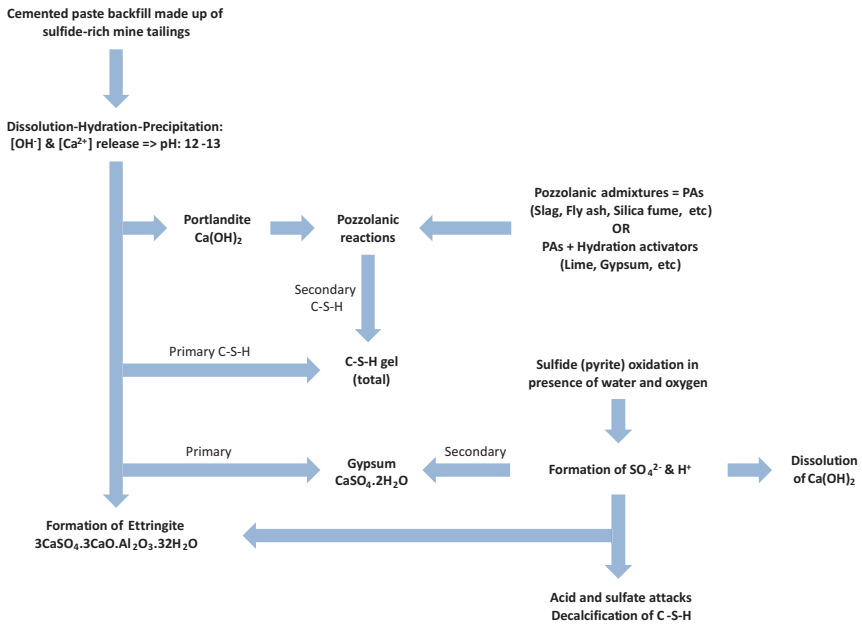 Cemented paste backfill made up of
sulfide-rich mine tailings
Dissolution-Hydration-Precipitation:
[OH⁻] & [Ca²⁺] release => pH: 12 -13
Portlandite
Ca(OH)₂
Pozzolanic
reactions
Pozzolanic admixtures = PAs
(Slag, Fly ash, Silica fume, etc)
OR
PAs + Hydration activators
(Lime, Gypsum, etc)
Secondary
C-S-H
Primary C-S-H
C-S-H gel
(total)
Sulfide (pyrite) oxidation in
presence of water and oxygen
Primary
Gypsum
CaSO₄.2H₂O
Secondary
Formation of SO₄²⁻ & H⁺
Dissolution
of Ca(OH)₂
Formation of Ettringite
3CaSO₄.3CaO.Al₂O₃.32H₂O
Acid and sulfate attacks
Decalcification of C -S-H